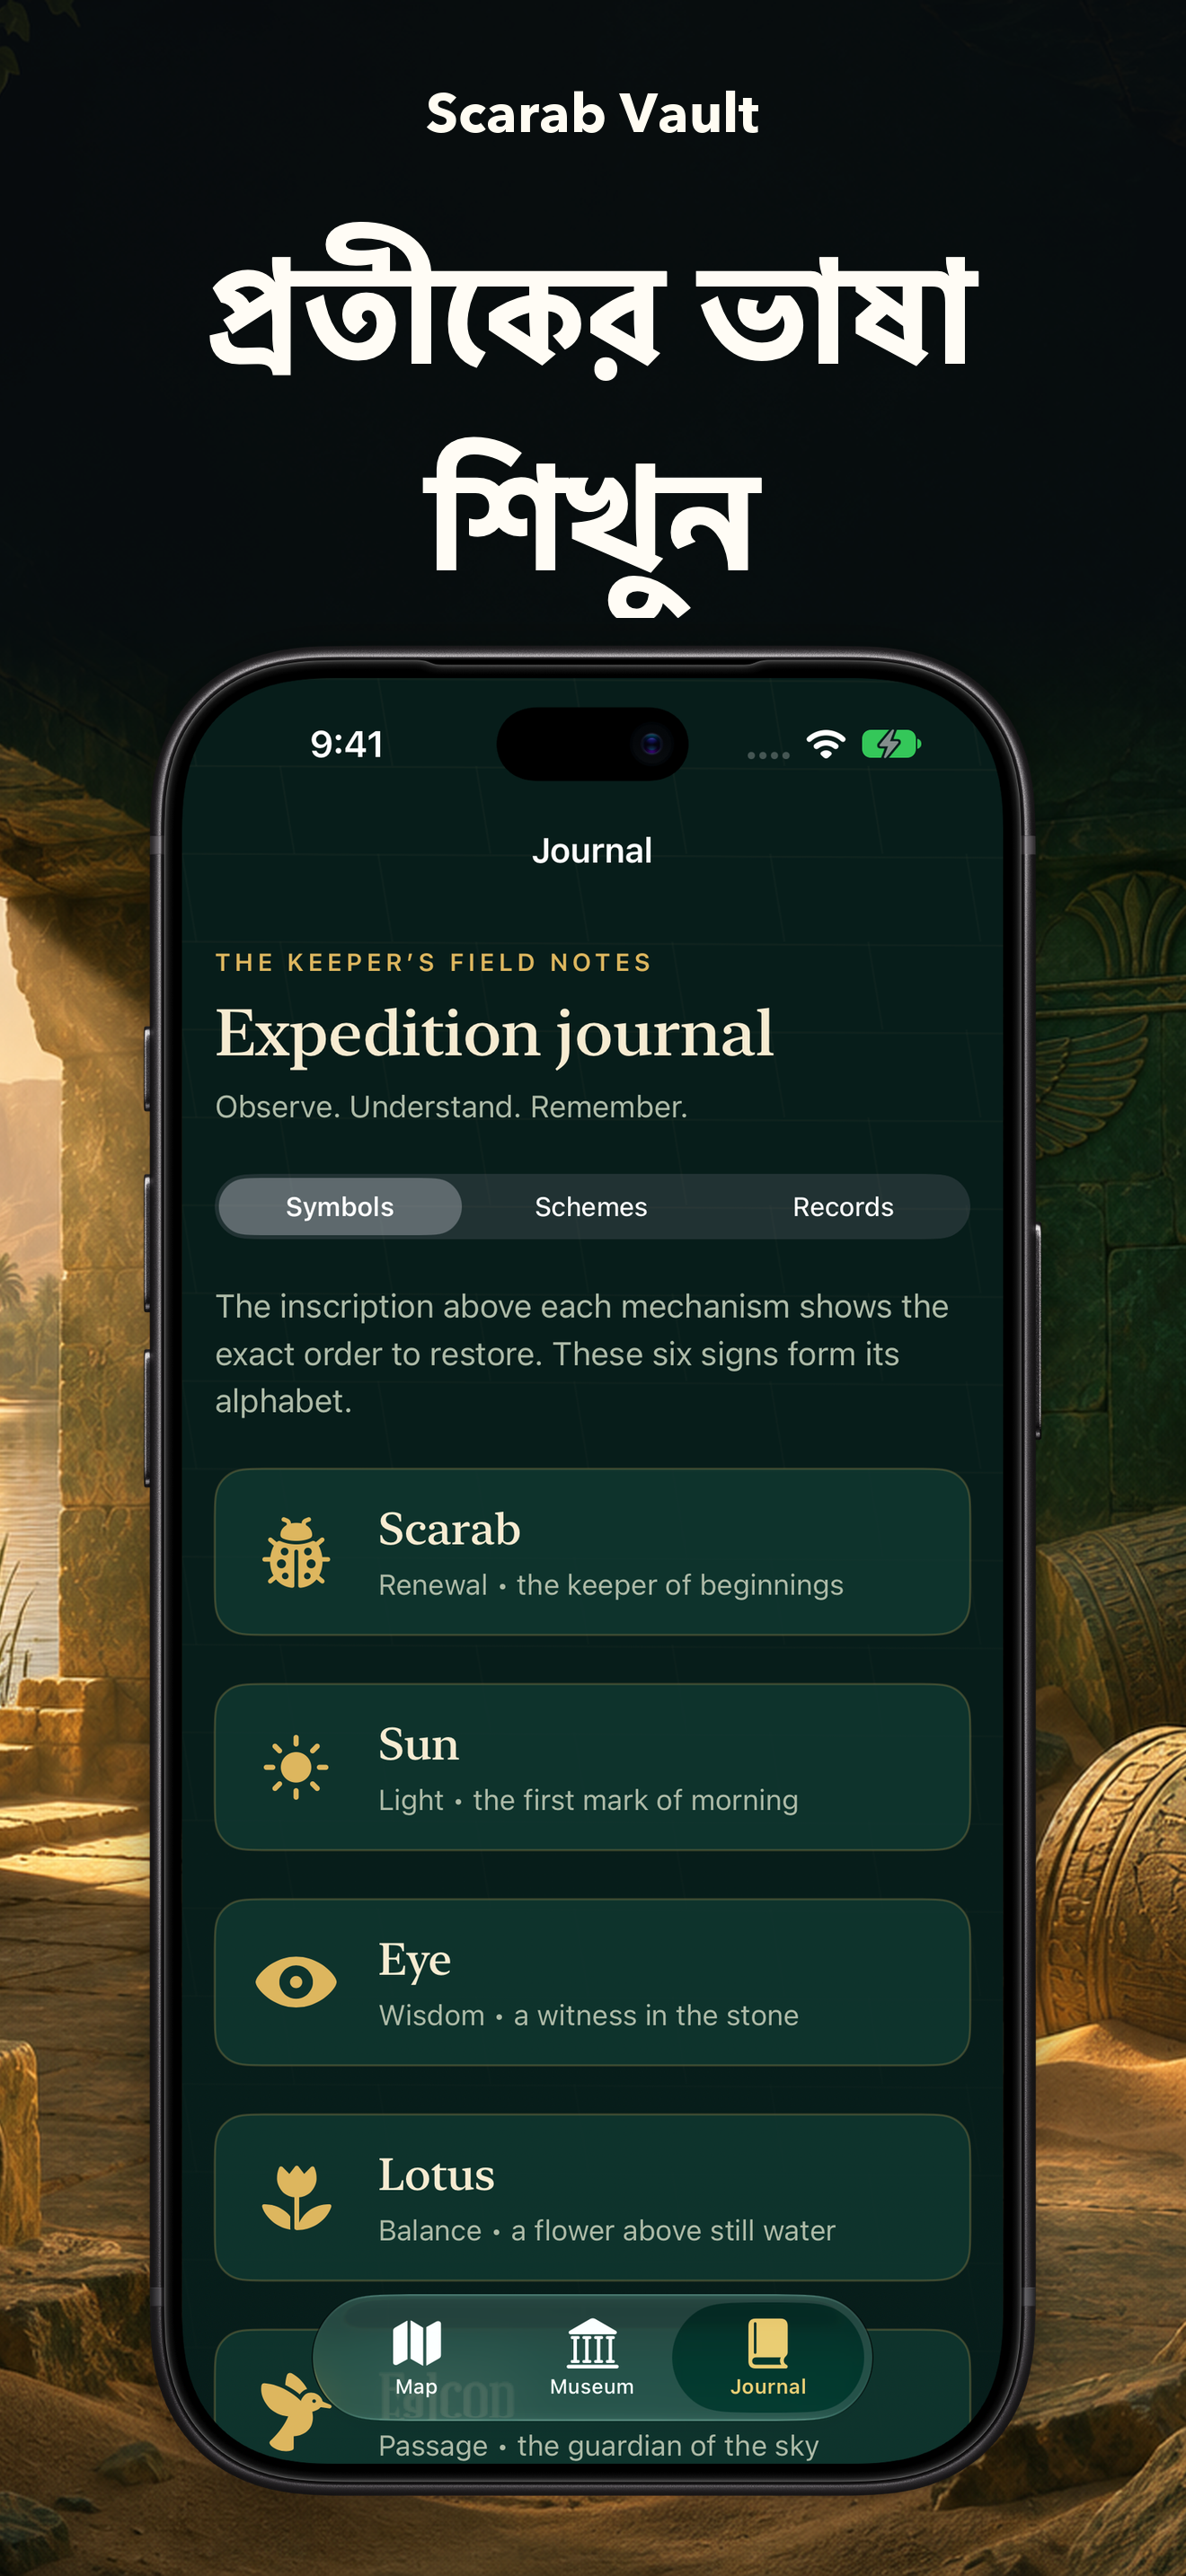 Scarab Vault
প্রতীকের ভাষা
শিখুন
9:41
Journal
THE KEEPER’S FIELD NOTES
Expedition journal
Observe. Understand. Remember.
Symbols Schemes Records
The inscription above each mechanism shows the
exact order to restore. These six signs form its
alphabet.
Scarab
Renewal • the keeper of beginnings
Sun
Light • the first mark of morning
Eye
Wisdom • a witness in the stone
Lotus
Balance • a flower above still water
Falcon
Map Museum Journal
Passage • the guardian of the sky